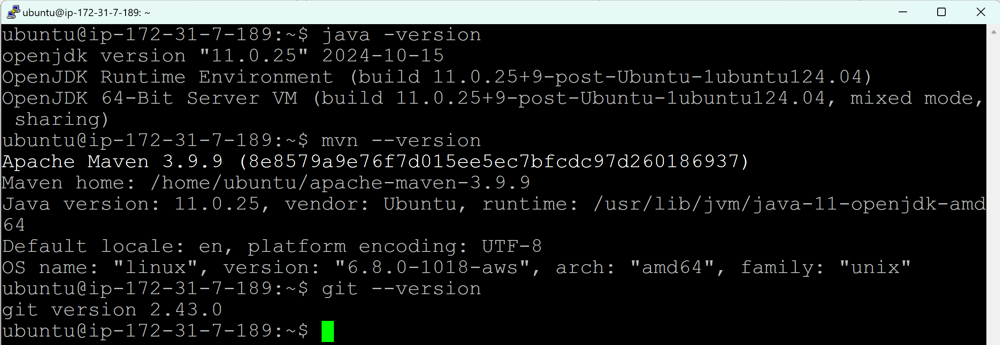 ubuntu@ip-172-31-7-189: ~
ubuntu@ip-172-31-7-189:~$ java -version
openjdk version "11.0.25" 2024-10-15
OpenJDK Runtime Environment (build 11.0.25+9-post-Ubuntu-1ubuntu124.04)
OpenJDK 64-Bit Server VM (build 11.0.25+9-post-Ubuntu-1ubuntu124.04, mixed mode,
 sharing)
ubuntu@ip-172-31-7-189:~$ mvn --version
Apache Maven 3.9.9 (8e8579a9e76f7d015ee5ec7bfcdc97d260186937)
Maven home: /home/ubuntu/apache-maven-3.9.9
Java version: 11.0.25, vendor: Ubuntu, runtime: /usr/lib/jvm/java-11-openjdk-amd
64
Default locale: en, platform encoding: UTF-8
OS name: "linux", version: "6.8.0-1018-aws", arch: "amd64", family: "unix"
ubuntu@ip-172-31-7-189:~$ git --version
git version 2.43.0
ubuntu@ip-172-31-7-189:~$